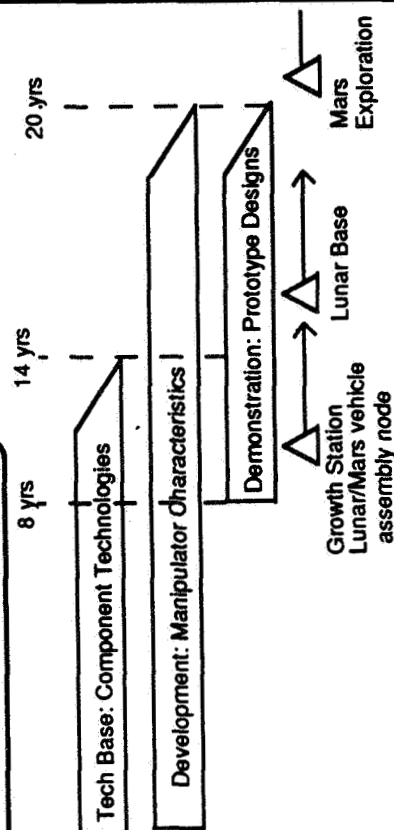 8 yrs
14 yrs
20 yrs
Tech Base: Component Technologies
Development: Manipulator Characteristics
Demonstration: Prototype Designs
Growth Station
Lunar/Mars vehicle
assembly node
Lunar Base
Mars
Exploration